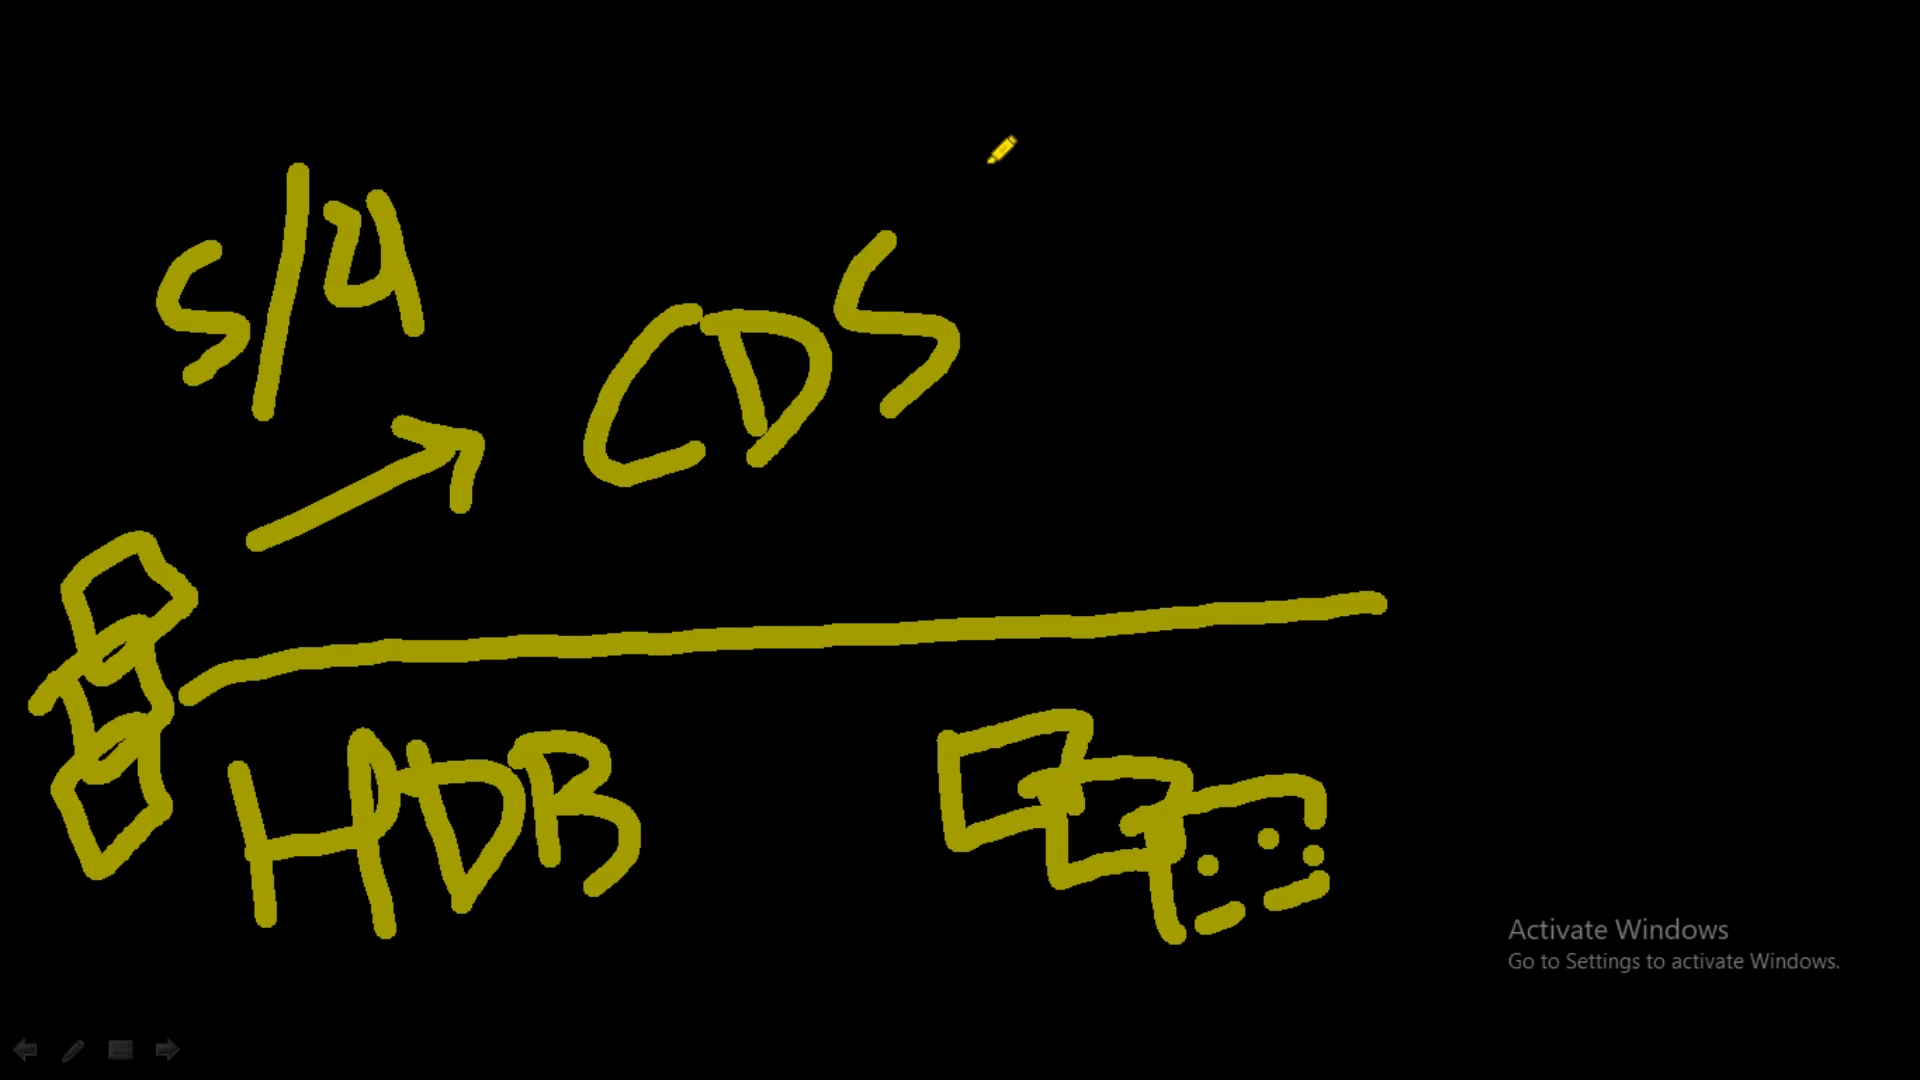 S/4
CDS
HDB
Activate Windows
Go to Settings to activate Windows.